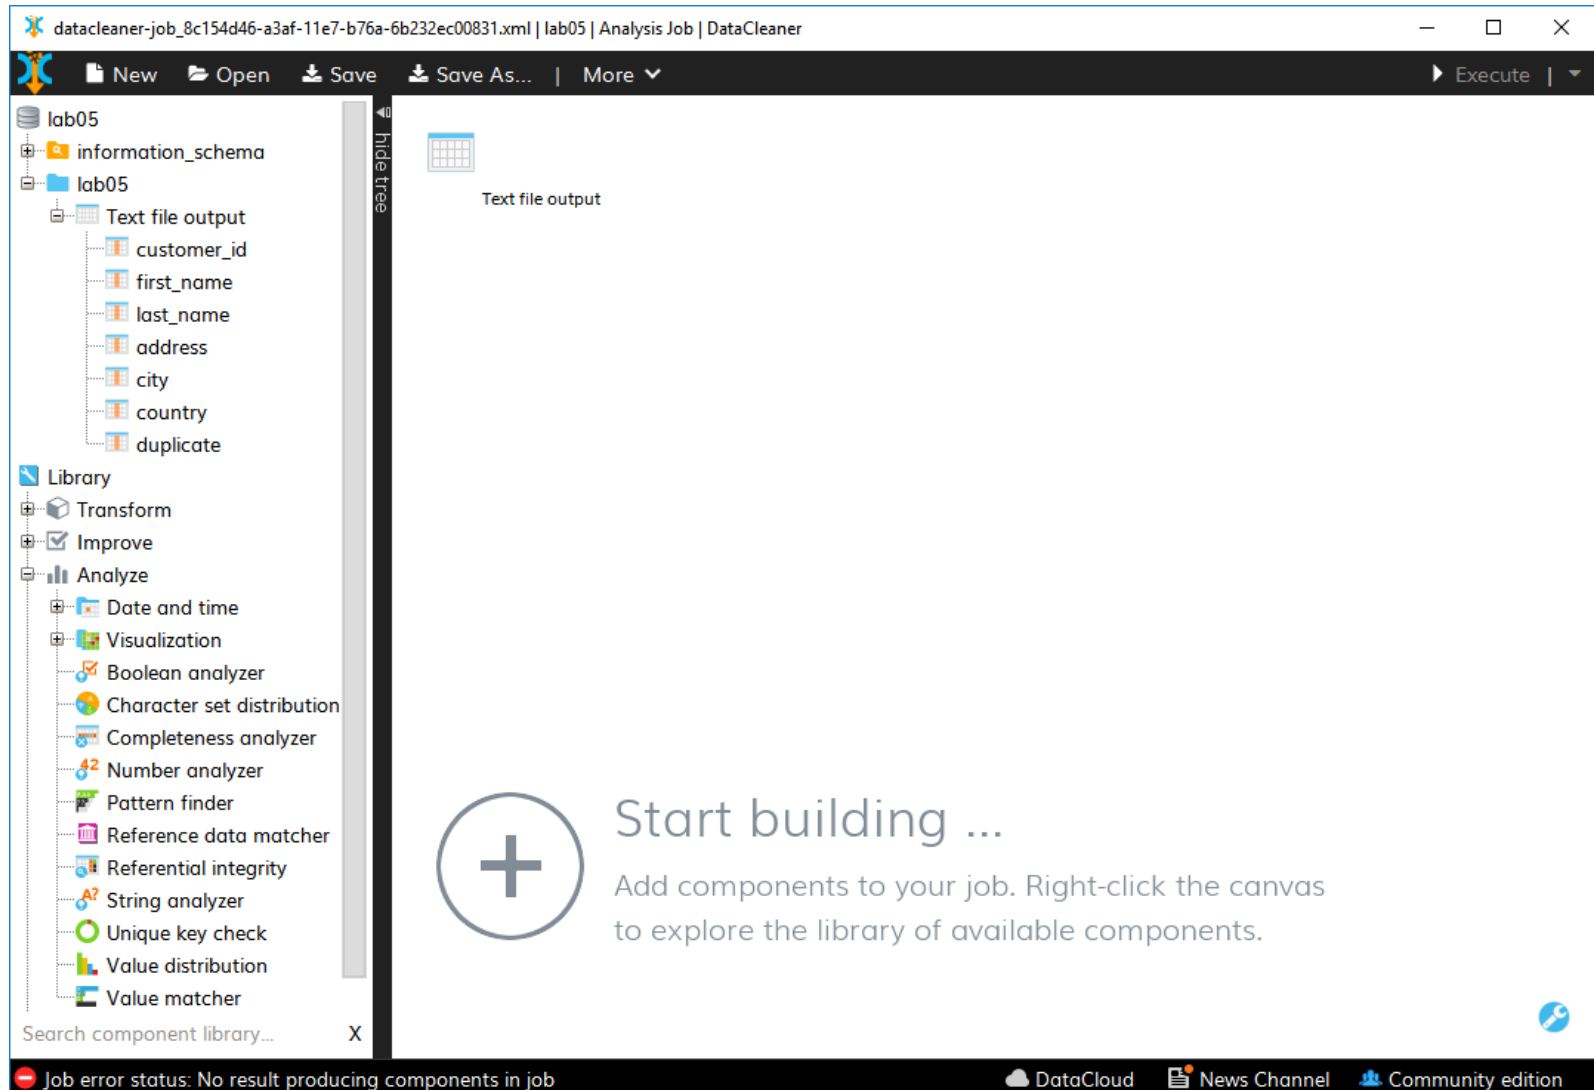 datacleaner-job_8c154d46-a3af-11e7-b76a-6b232ec00831.xml | lab05 | Analysis Job | DataCleaner
New Open Save Save As... | More Execute |
lab05
information_schema
lab05
Text file output
customer_id
first_name
last_name
address
city
country
duplicate
Library
Transform
Improve
Analyze
Date and time
Visualization
Boolean analyzer
Character set distribution
Completeness analyzer
Number analyzer
Pattern finder
Reference data matcher
Referential integrity
String analyzer
Unique key check
Value distribution
Value matcher
Search component library... X
hide tree
Text file output
Start building ...
Add components to your job. Right-click the canvas
to explore the library of available components.
Job error status: No result producing components in job
DataCloud News Channel Community edition